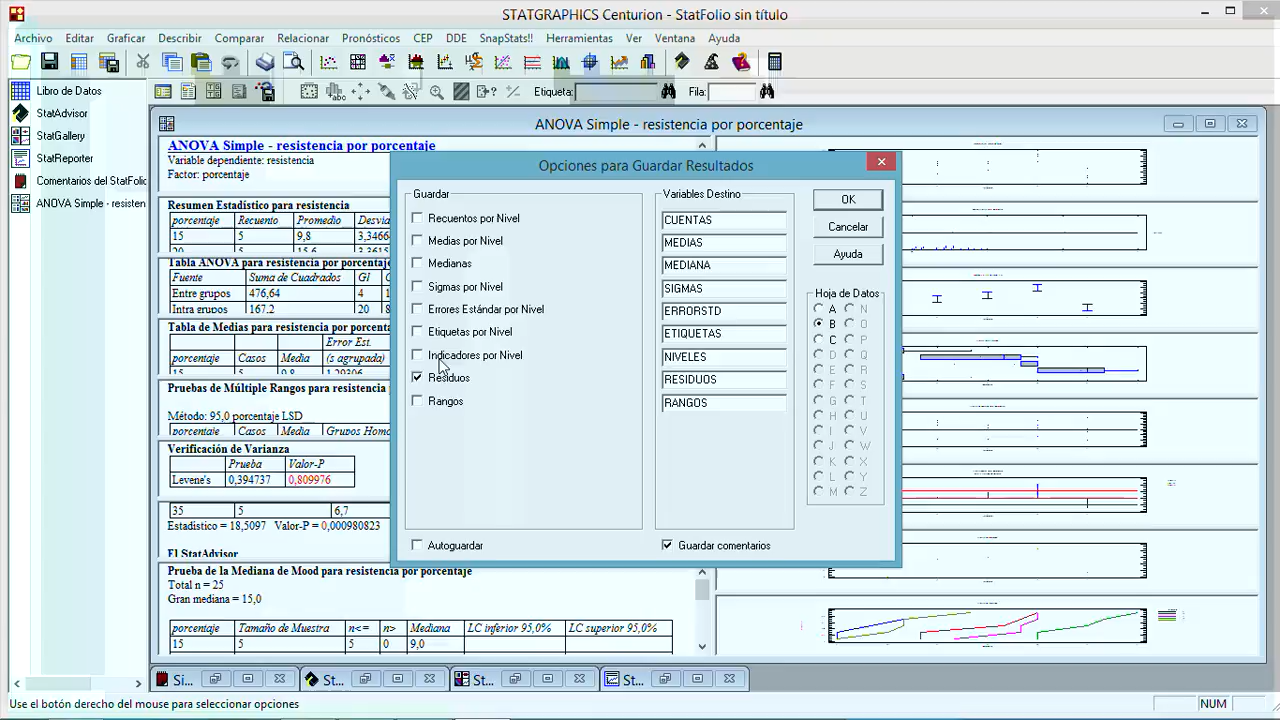 STATGRAPHICS Centurion - StatFolio sin título
Archivo Editar Graficar Describir Comparar Relacionar Pronósticos CEP DDE SnapStats!! Herramientas Ver Ventana Ayuda
Etiqueta: Fila:
Libro de Datos
StatAdvisor
StatGallery
StatReporter
Comentarios del StatFolio
ANOVA Simple - resisten
ANOVA Simple - resistencia por porcentaje
ANOVA Simple - resistencia por porcentaje
Variable dependiente: resistencia
Factor: porcentaje
Resumen Estadístico para resistencia
porcentaje Recuento Promedio Desvia
15 5 9,8 3,3466
Tabla ANOVA para resistencia por porcentaje
Fuente Suma de Cuadrados Gl
Entre grupos 476,64 4
Intra grupos 167,2 20
Tabla de Medias para resistencia por porcentaje
Error Est.
porcentaje Casos Media (s agrupada)
15 5 9,8 1,29306
Pruebas de Múltiple Rangos para resistencia
Método: 95,0 porcentaje LSD
porcentaje Casos Media Grupos Homo
Verificación de Varianza
Prueba Valor-P
Levene's 0,394737 0,809976
35 5 6,7
Estadístico = 18,5097 Valor-P = 0,000980823
El StatAdvisor
Prueba de la Mediana de Mood para resistencia por porcentaje
Total n = 25
Gran mediana = 15,0
porcentaje Tamaño de Muestra n<= n> Mediana LC inferior 95,0% LC superior 95,0%
15 5 5 0 9,0
Opciones para Guardar Resultados
Guardar
Recuentos por Nivel
Medias por Nivel
Medianas
Sigmas por Nivel
Errores Estándar por Nivel
Etiquetas por Nivel
Indicadores por Nivel
Residuos
Rangos
Autoguardar
Variables Destino
CUENTAS
MEDIAS
MEDIANA
SIGMAS
ERRORSTD
ETIQUETAS
NIVELES
RESIDUOS
RANGOS
Guardar comentarios
OK
Cancelar
Ayuda
Hoja de Datos
A N
B O
C P
D Q
E R
F S
G T
H U
I V
J W
K X
L Y
M Z
Si... St... St... St...
Use el botón derecho del mouse para seleccionar opciones
NUM